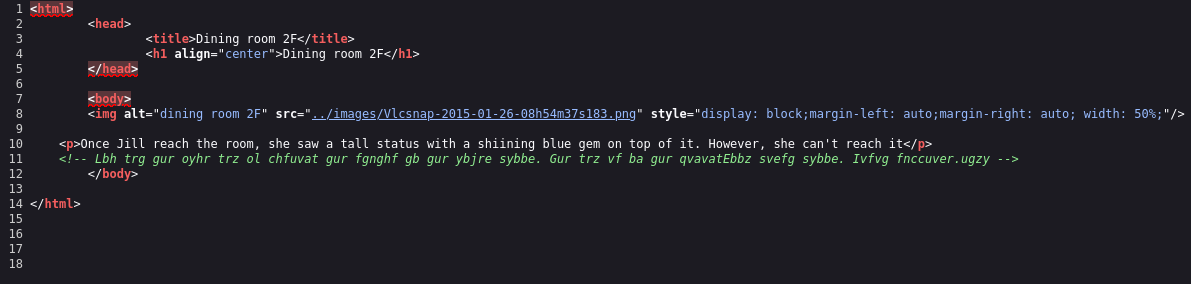 1 <html>
2 <head>
3 <title>Dining room 2F</title>
4 <h1 align="center">Dining room 2F</h1>
5 </head>
6
7 <body>
8 <img alt="dining room 2F" src="../images/Vlcsnap-2015-01-26-08h54m37s183.png" style="display: block;margin-left: auto;margin-right: auto; width: 50%;"/>
9
10 <p>Once Jill reach the room, she saw a tall status with a shiining blue gem on top of it. However, she can't reach it</p>
11 <!-- Lbh trg gur oyhr trz ol chfuvat gur fgnghf gb gur ybjre sybbe. Gur trz vf ba gur qvavatEbbz svefg sybbe. Ivfvg fnccuver.ugzy -->
12 </body>
13
14 </html>
15
16
17
18